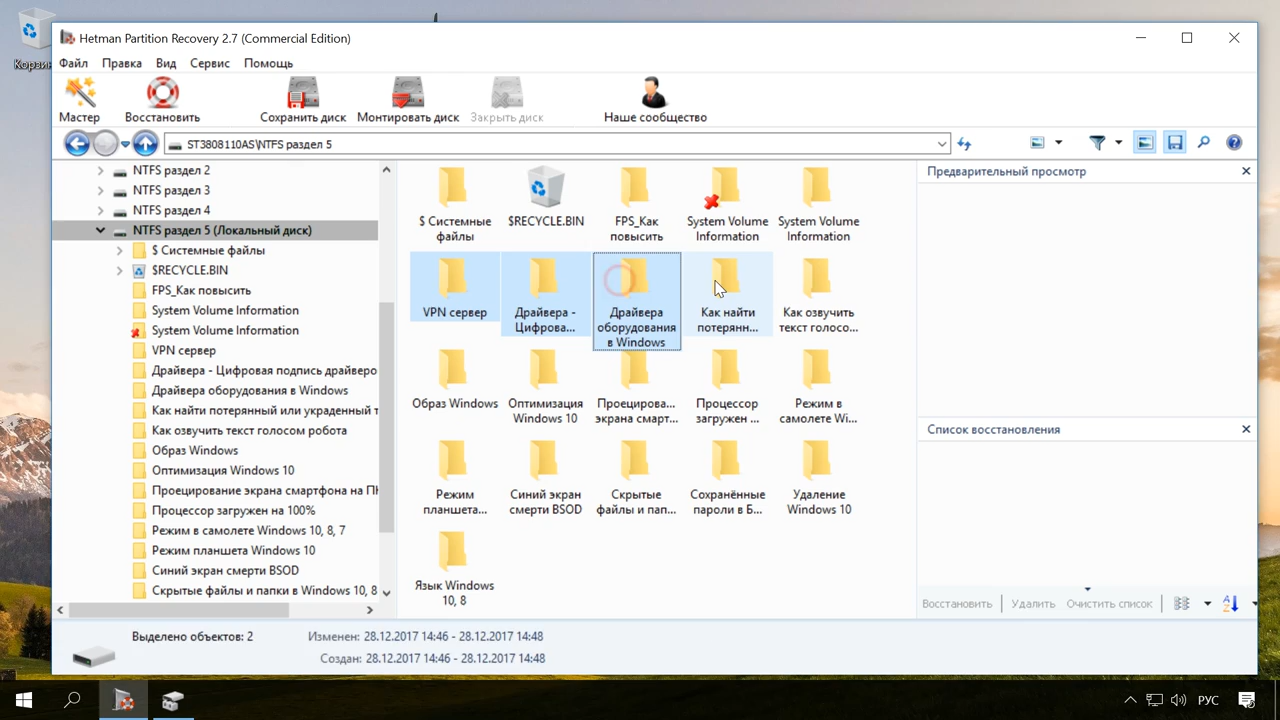 Корзин
Hetman Partition Recovery 2.7 (Commercial Edition)
Файл Правка Вид Сервис Помощь
Мастер Восстановить Сохранить диск Монтировать диск Закрыть диск Наше сообщество
ST3808110AS\NTFS раздел 5
NTFS раздел 2
NTFS раздел 3
NTFS раздел 4
NTFS раздел 5 (Локальный диск)
$ Системные файлы
$RECYCLE.BIN
FPS_Как повысить
System Volume Information
System Volume Information
VPN сервер
Драйвера - Цифровая подпись драйверо
Драйвера оборудования в Windows
Как найти потерянный или украденный т
Как озвучить текст голосом робота
Образ Windows
Оптимизация Windows 10
Проецирование экрана смартфона на ПК
Процессор загружен на 100%
Режим в самолете Windows 10, 8, 7
Режим планшета Windows 10
Синий экран смерти BSOD
Скрытые файлы и папки в Windows 10, 8
$ Системные
файлы
$RECYCLE.BIN
FPS_Как
повысить
System Volume
Information
System Volume
Information
VPN сервер
Драйвера -
Цифрова...
Драйвера
оборудования
в Windows
Как найти
потерянн...
Как озвучить
текст голосо...
Образ Windows
Оптимизация
Windows 10
Проецирова...
экрана смарт...
Процессор
загружен ...
Режим в
самолете Wi...
Режим
планшета...
Синий экран
смерти BSOD
Скрытые
файлы и пап...
Сохранённые
пароли в Б...
Удаление
Windows 10
Язык Windows
10, 8
Предварительный просмотр
Список восстановления
Восстановить Удалить Очистить список
Выделено объектов: 2 Изменен: 28.12.2017 14:46 - 28.12.2017 14:48
Создан: 28.12.2017 14:46 - 28.12.2017 14:48
РУС